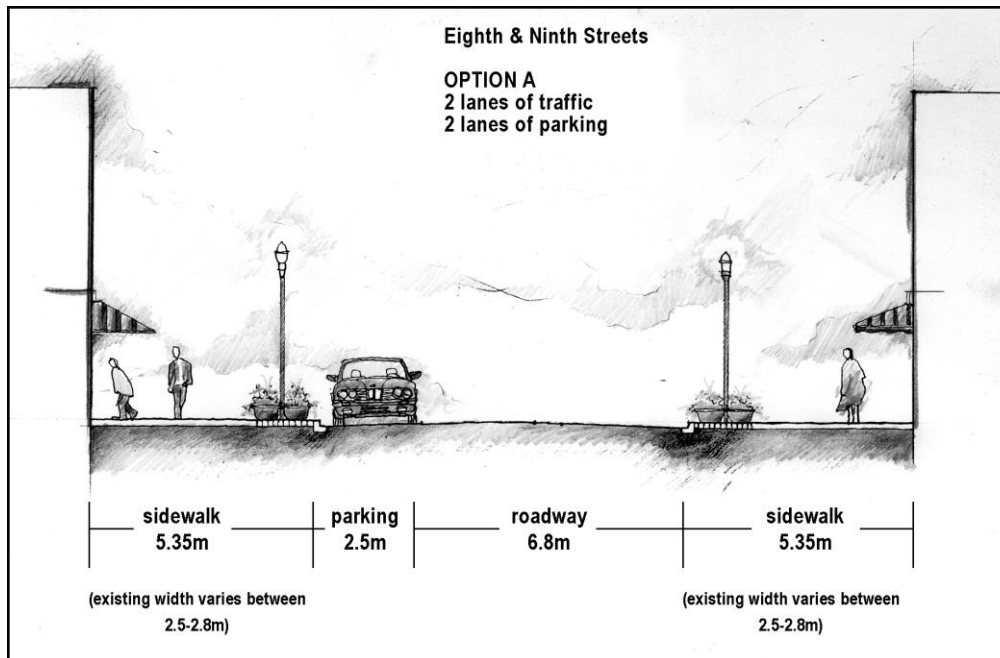 Eighth & Ninth Streets
OPTION A
2 lanes of traffic
2 lanes of parking
sidewalk
5.35m
parking
2.5m
roadway
6.8m
sidewalk
5.35m
(existing width varies between
2.5-2.8m)
(existing width varies between
2.5-2.8m)